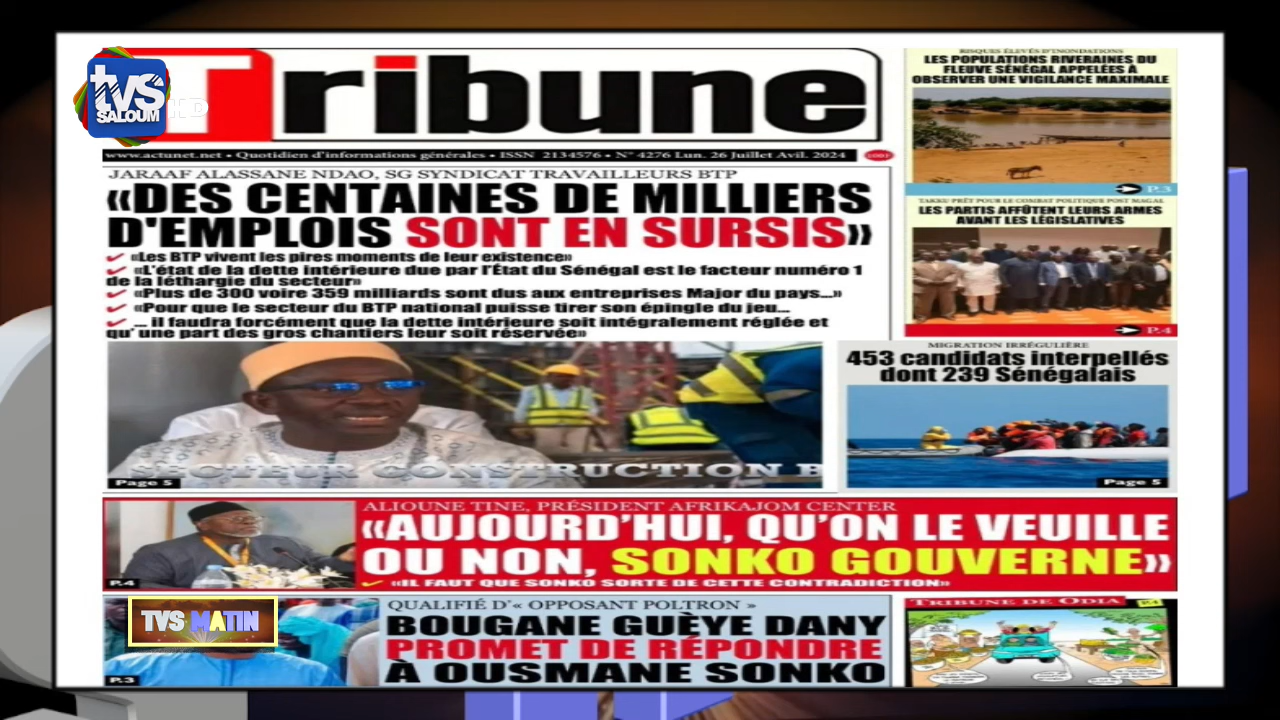 tvs
SALOUM
HD
Tribune
www.actunet.net • Quotidien d'informations générales • ISSN 2134576 • N° 4276 Lun. 26 Juillet Avil. 2024
JARAAF ALASSANE NDAO, SG SYNDICAT TRAVAILLEURS BTP
«DES CENTAINES DE MILLIERS
D'EMPLOIS SONT EN SURSIS»
«Les BTP vivent les pires moments de leur existence»
«L'état de la dette intérieure due par l'État du Sénégal est le facteur numéro 1
de la léthargie du secteur»
«Plus de 300 voire 359 milliards sont dus aux entreprises Major du pays...»
«Pour que le secteur du BTP national puisse tirer son épingle du jeu...
... il faudra forcément que la dette intérieure soit intégralement réglée et
qu'une part des gros chantiers leur soit réservée»
SECTEUR CONSTRUCTION B
Page 5
RISQUES ÉLEVÉS D'INONDATIONS
LES POPULATIONS RIVERAINES DU
FLEUVE SÉNÉGAL APPELÉES À
OBSERVER UNE VIGILANCE MAXIMALE
P.3
TAKKU PRÊT POUR LE COMBAT POLITIQUE POST MAGAL
LES PARTIS AFFÛTENT LEURS ARMES
AVANT LES LÉGISLATIVES
P.4
MIGRATION IRRÉGULIÈRE
453 candidats interpellés
dont 239 Sénégalais
Page 5
ALIOUNE TINE, PRÉSIDENT AFRIKAJOM CENTER
«AUJOURD'HUI, QU'ON LE VEUILLE
OU NON, SONKO GOUVERNE»
«IL FAUT QUE SONKO SORTE DE CETTE CONTRADICTION»
P.4
TVS MATIN
QUALIFIÉ D'« OPPOSANT POLTRON »
BOUGANE GUÈYE DANY
PROMET DE RÉPONDRE
À OUSMANE SONKO
P.3
TRIBUNE DE ODIA
P.4